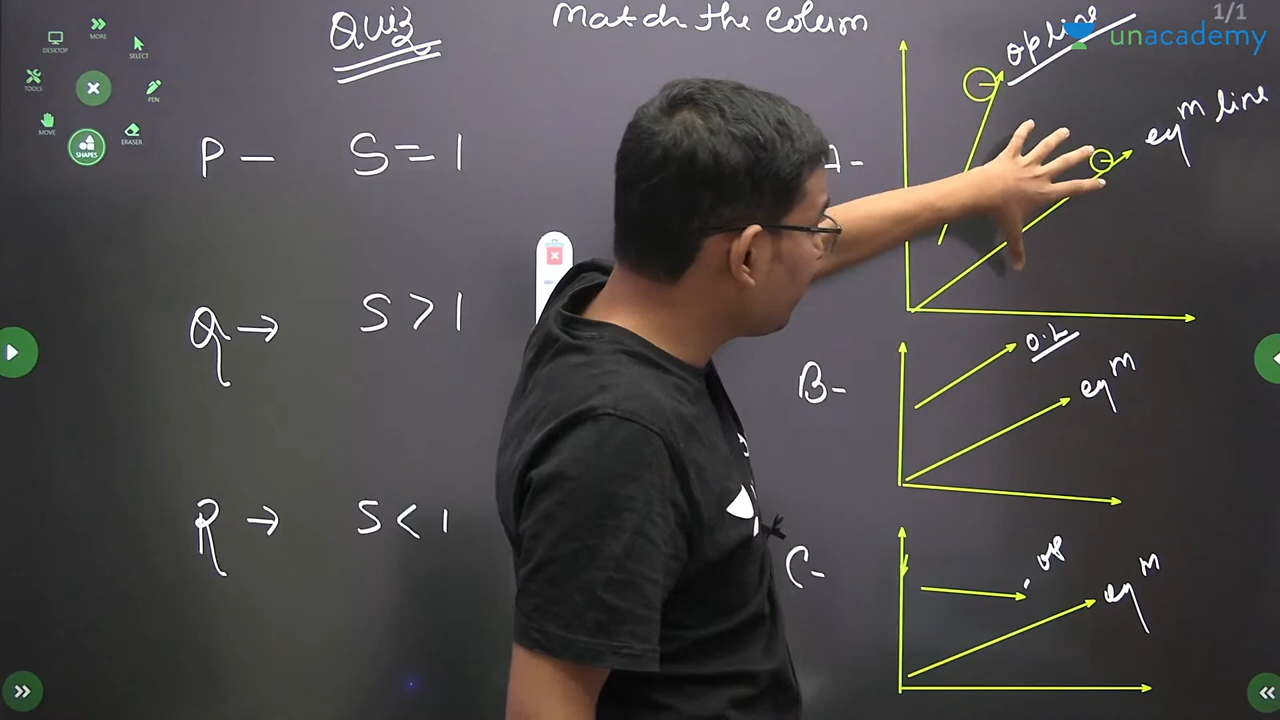 Quiz
Match the column
1/1
unacademy
DESKTOP
MORE
SELECT
TOOLS
PEN
MOVE
ERASER
SHAPES
P - S = 1
Q → S > 1
R → S < 1
A-
op line
eqᵐ line
B-
o.L
eqᵐ
C-
op
eqᵐ